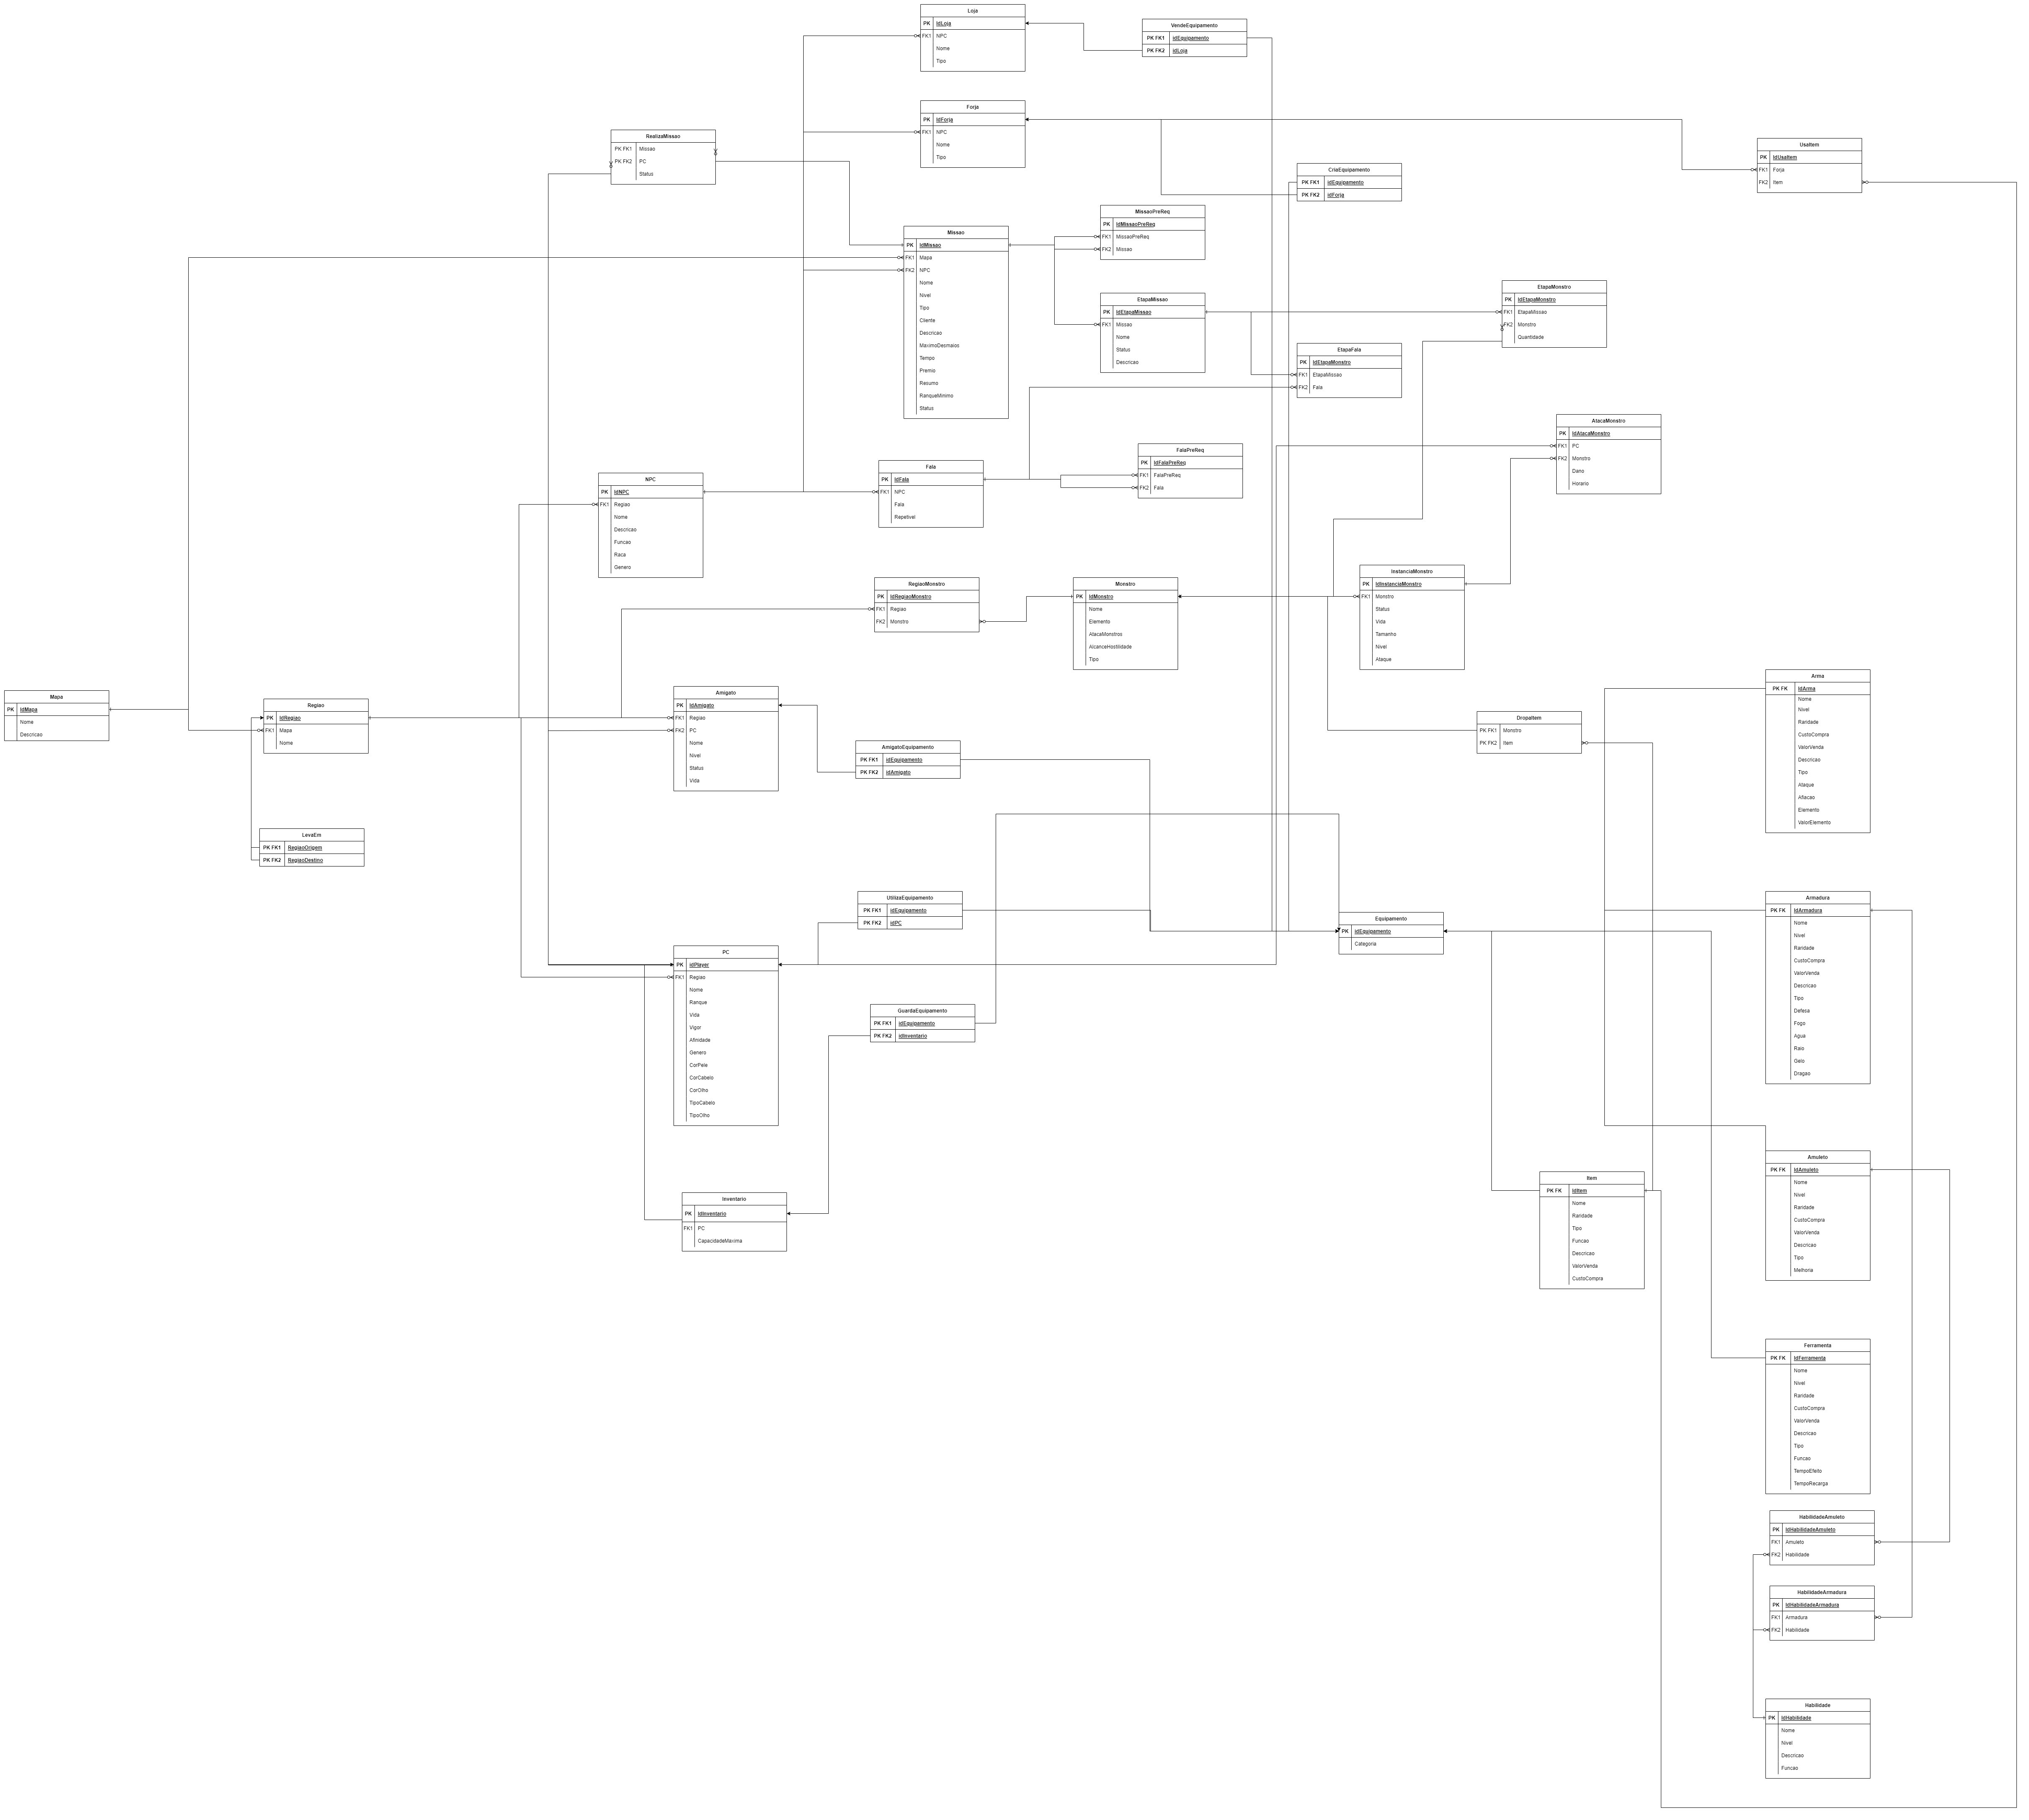 Loja
PK IdLoja
FK1 NPC
Nome
Tipo
VendeEquipamento
PK FK1 idEquipamento
PK FK2 idLoja
Forja
PK IdForja
FK1 NPC
Nome
Tipo
RealizaMissao
PK FK1 Missao
PK FK2 PC
Status
UsaItem
PK IdUsaItem
FK1 Forja
FK2 Item
CriaEquipamento
PK FK1 idEquipamento
PK FK2 idForja
MissaoPreReq
PK IdMissaoPreReq
FK1 MissaoPreReq
FK2 Missao
Missao
PK IdMissao
FK1 Mapa
FK2 NPC
Nome
Nivel
Tipo
Cliente
Descricao
MaximoDesmaios
Tempo
Premio
Resumo
RanqueMinimo
Status
EtapaMissao
PK IdEtapaMissao
FK1 Missao
Nome
Status
Descricao
EtapaMonstro
PK IdEtapaMonstro
FK1 EtapaMissao
FK2 Monstro
Quantidade
EtapaFala
PK IdEtapaMonstro
FK1 EtapaMissao
FK2 Fala
AtacaMonstro
PK IdAtacaMonstro
FK1 PC
FK2 Monstro
Dano
Horario
FalaPreReq
PK IdFalaPreReq
FK1 FalaPreReq
FK2 Fala
Fala
PK IdFala
FK1 NPC
Fala
Repetivel
NPC
PK IdNPC
FK1 Regiao
Nome
Descricao
Funcao
Raca
Genero
RegiaoMonstro
PK IdRegiaoMonstro
FK1 Regiao
FK2 Monstro
Monstro
PK IdMonstro
Nome
Elemento
AtacaMonstros
AlcanceHostilidade
Tipo
InstanciaMonstro
PK IdInstanciaMonstro
FK1 Monstro
Status
Vida
Tamanho
Nivel
Ataque
Mapa
PK IdMapa
Nome
Descricao
Regiao
PK IdRegiao
FK1 Mapa
Nome
Amigato
PK IdAmigato
FK1 Regiao
FK2 PC
Nome
Nivel
Status
Vida
AmigatoEquipamento
PK FK1 idEquipamento
PK FK2 idAmigato
DropaItem
PK FK1 Monstro
PK FK2 Item
Arma
PK FK IdArma
Nome
Nivel
Raridade
CustoCompra
ValorVenda
Descricao
Tipo
Ataque
Afiacao
Elemento
ValorElemento
LevaEm
PK FK1 RegiaoOrigem
PK FK2 RegiaoDestino
UtilizaEquipamento
PK FK1 idEquipamento
PK FK2 idPC
Equipamento
PK idEquipamento
Categoria
Armadura
PK FK IdArmadura
Nome
Nivel
Raridade
CustoCompra
ValorVenda
Descricao
Tipo
Defesa
Fogo
Agua
Raio
Gelo
Dragao
PC
PK idPlayer
FK1 Regiao
Nome
Ranque
Vida
Vigor
Afinidade
Genero
CorPele
CorCabelo
CorOlho
TipoCabelo
TipoOlho
GuardaEquipamento
PK FK1 idEquipamento
PK FK2 idInventario
Inventario
PK IdInventario
FK1 PC
CapacidadeMaxima
Item
PK FK IdItem
Nome
Raridade
Tipo
Funcao
Descricao
ValorVenda
CustoCompra
Amuleto
PK FK IdAmuleto
Nome
Nivel
Raridade
CustoCompra
ValorVenda
Descricao
Tipo
Melhoria
Ferramenta
PK FK IdFerramenta
Nome
Nivel
Raridade
CustoCompra
ValorVenda
Descricao
Tipo
Funcao
TempoEfeito
TempoRecarga
HabilidadeAmuleto
PK IdHabilidadeAmuleto
FK1 Amuleto
FK2 Habilidade
HabilidadeArmadura
PK IdHabilidadeArmadura
FK1 Armadura
FK2 Habilidade
Habilidade
PK IdHabilidade
Nome
Nivel
Descricao
Funcao